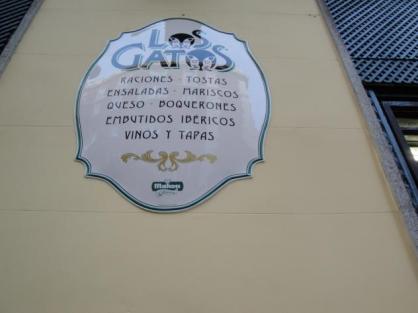 LOS
GATOS
RACIONES · TOSTAS
ENSALADAS · MARISCOS
QUESO · BOQUERONES
EMBUTIDOS IBERICOS
VINOS Y TAPAS
Mahou